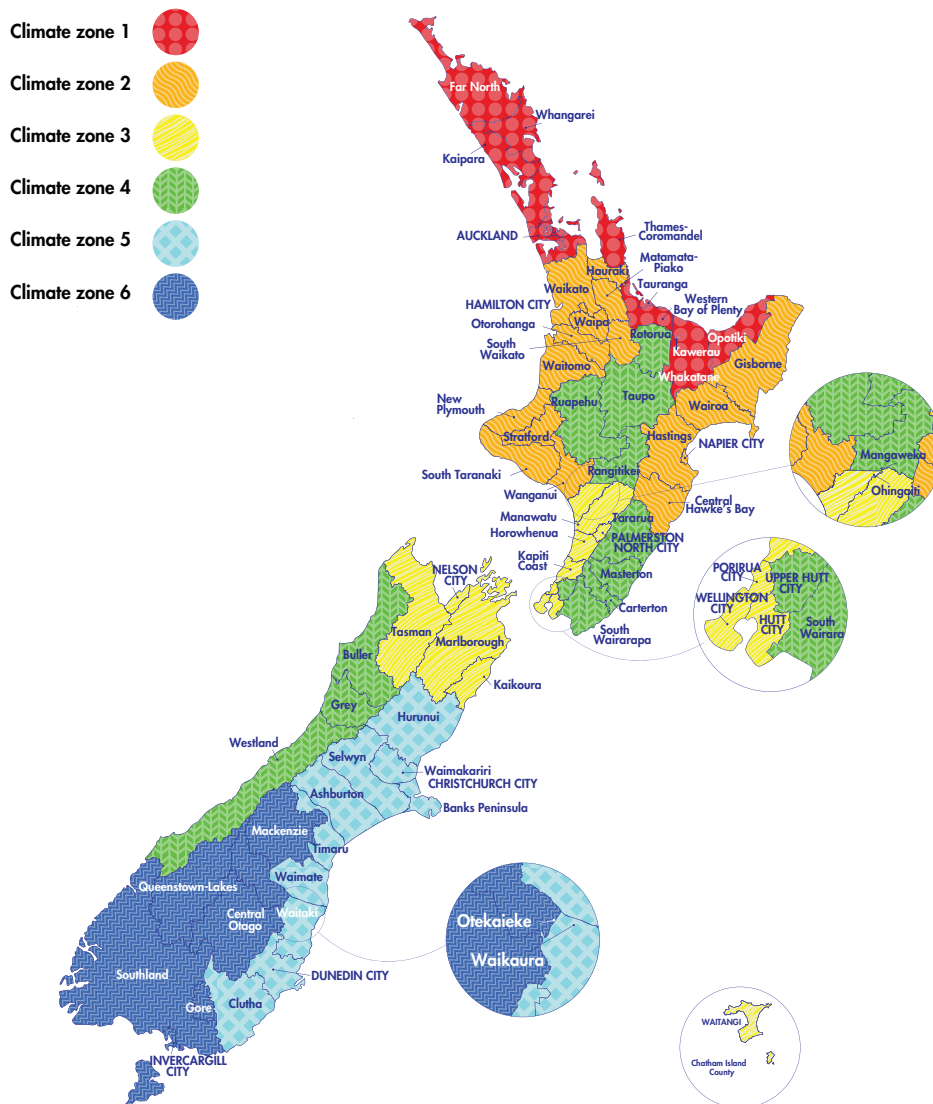 Climate zone 1
Climate zone 2
Climate zone 3
Climate zone 4
Climate zone 5
Climate zone 6
Far North
Whangarei
Kaipara
AUCKLAND
Thames-
Coromandel
Hauraki
Matamata-
Piako
Waikato
Tauranga
HAMILTON CITY
Western
Bay of Plenty
Waipa
Otorohanga
Rotorua
Opotiki
South
Waikato
Kawerau
Gisborne
Waitomo
Whakatane
Taupo
Ruapehu
New
Plymouth
Wairoa
Stratford
Hastings
NAPIER CITY
South Taranaki
Rangitikei
Wanganui
Central
Hawke's Bay
Manawatu
Tararua
Horowhenua
PALMERSTON
NORTH CITY
Kapiti
Coast
Masterton
Carterton
South
Wairarapa
Mangaweka
Ohingaiti
PORIRUA
CITY
UPPER HUTT
CITY
WELLINGTON
CITY
HUTT
CITY
South
Wairara
NELSON
CITY
Tasman
Marlborough
Buller
Kaikoura
Grey
Hurunui
Westland
Selwyn
Waimakariri
CHRISTCHURCH CITY
Ashburton
Banks Peninsula
Mackenzie
Timaru
Waimate
Queenstown-Lakes
Waitaki
Central
Otago
Otekaieke
Waikaura
Southland
DUNEDIN CITY
Clutha
Gore
INVERCARGILL
CITY
WAITANGI
Chatham Island
County